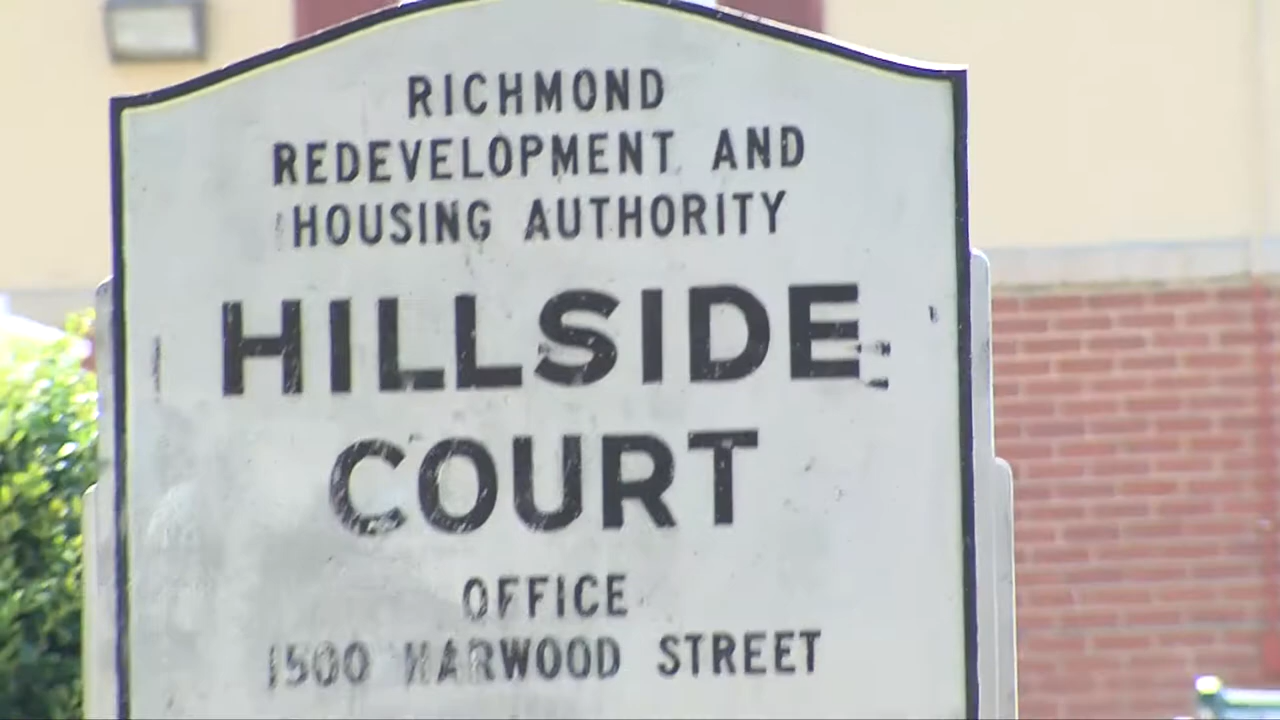 RICHMOND
REDEVELOPMENT AND
HOUSING AUTHORITY
HILLSIDE
COURT
OFFICE
1500 HARWOOD STREET